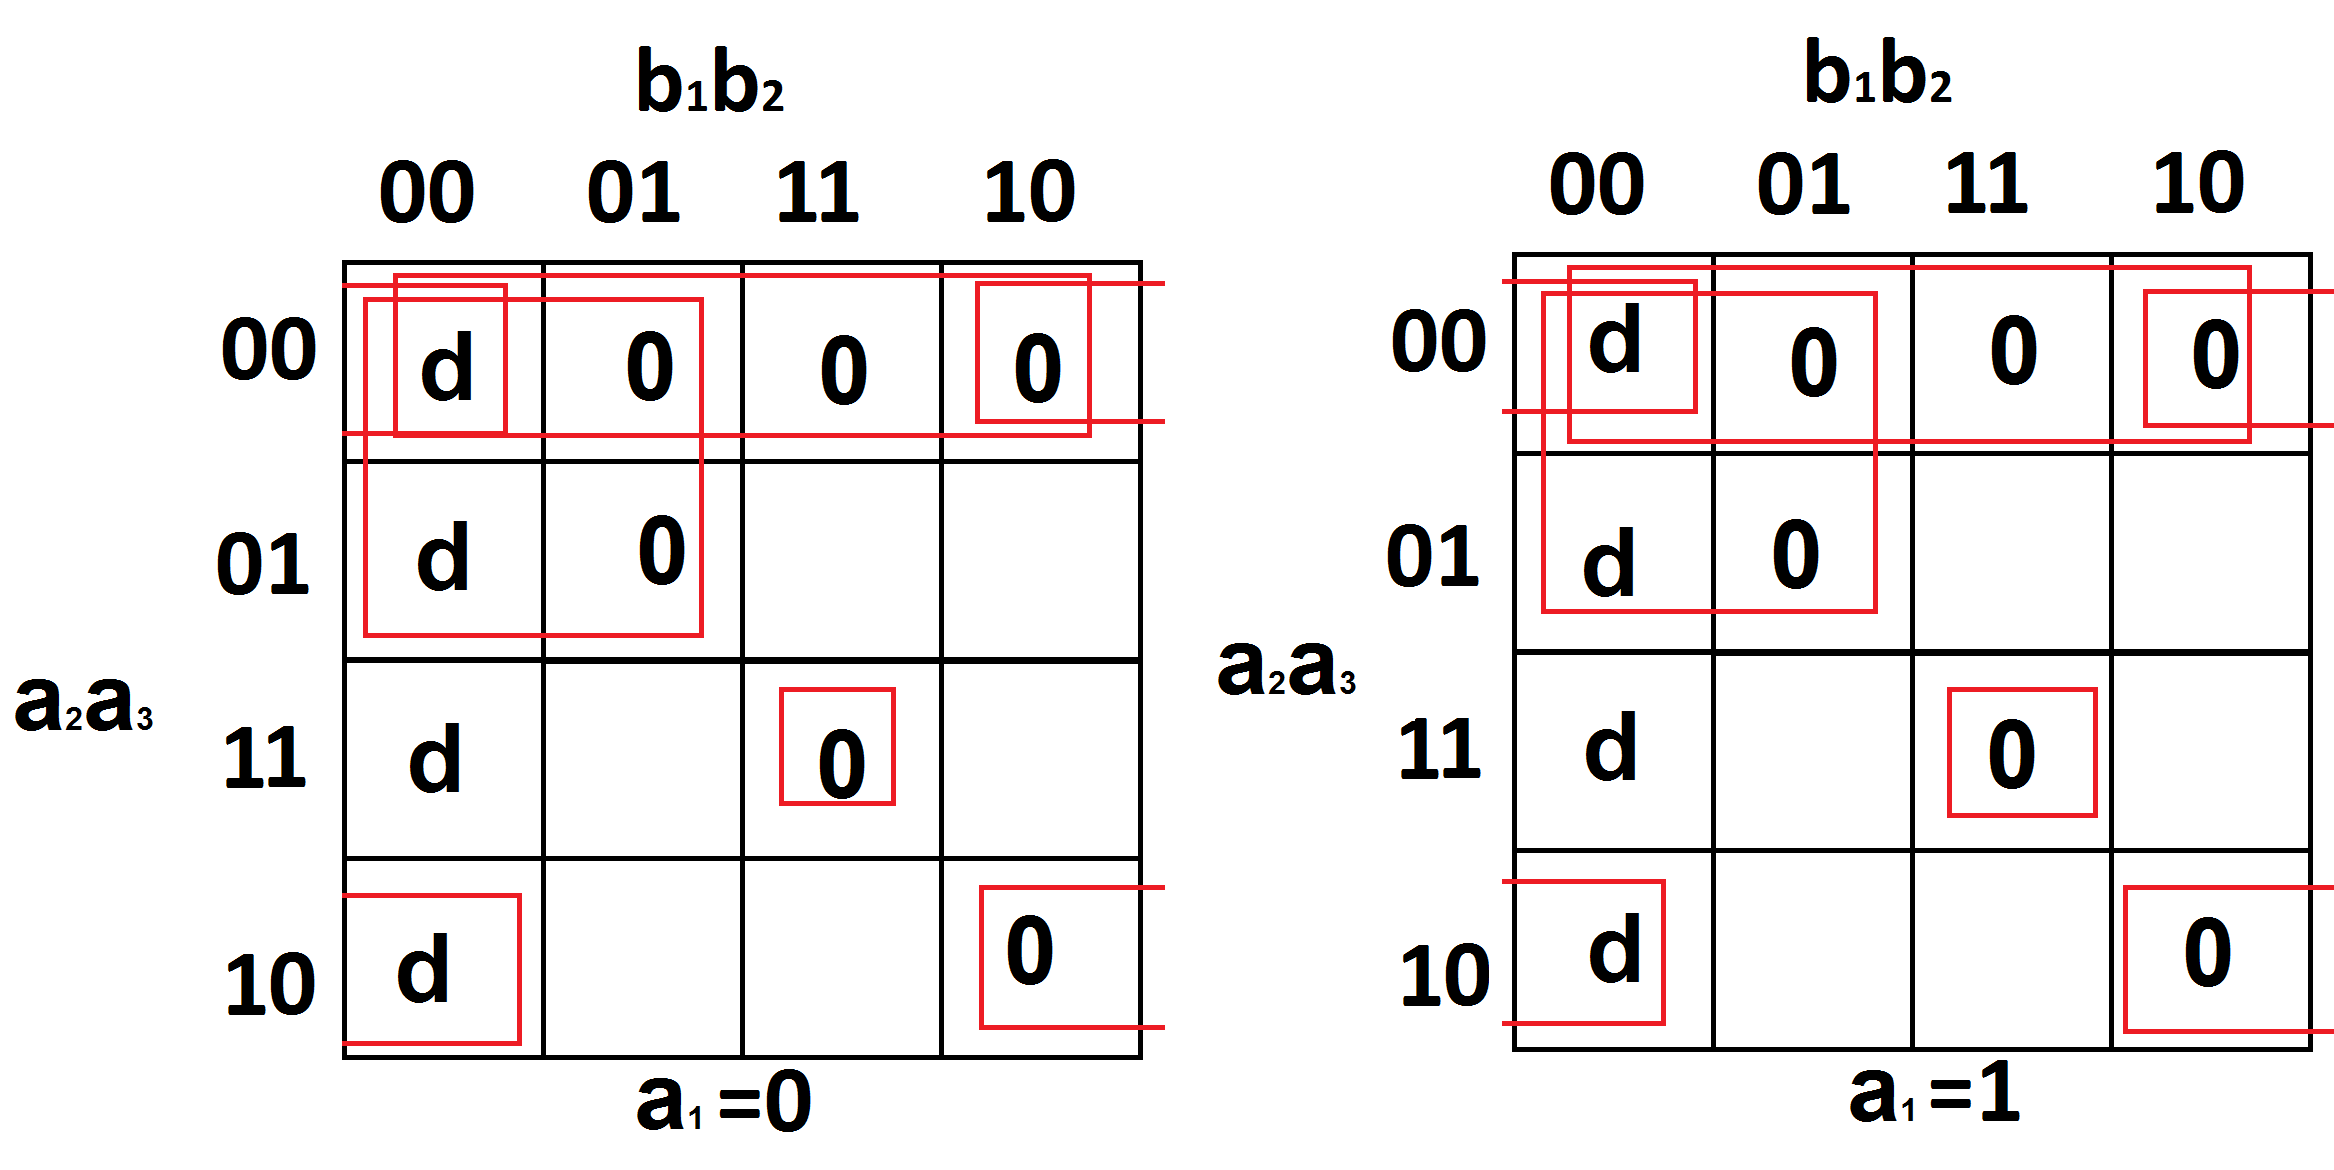 b₁b₂ b₁b₂
00 01 11 10 00 01 11 10
00 d 0 0 0 00 d 0 0 0
01 d 0 01 d 0
a₂a₃ a₂a₃
11 d 0 11 d 0
10 d 0 10 d 0
a₁ =0 a₁ =1